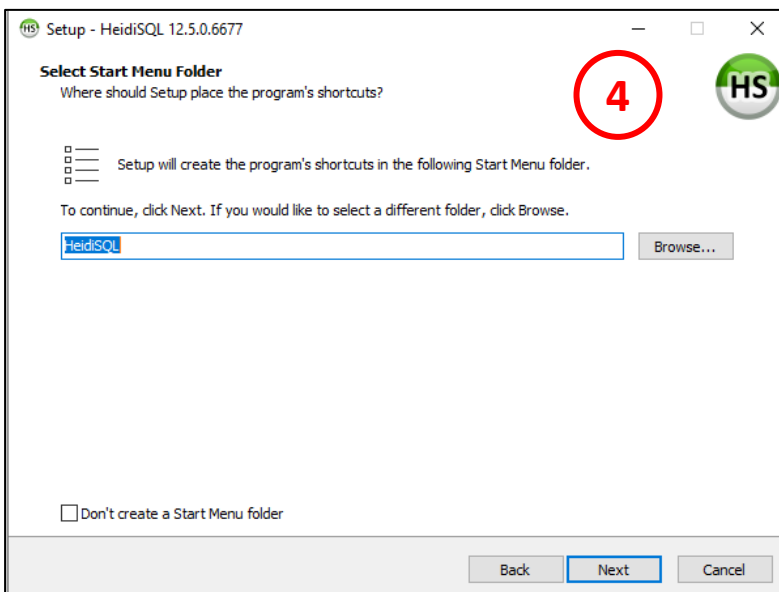 HS Setup - HeidiSQL 12.5.0.6677
Select Start Menu Folder
Where should Setup place the program's shortcuts?
4
HS
Setup will create the program's shortcuts in the following Start Menu folder.
To continue, click Next. If you would like to select a different folder, click Browse.
HeidiSQL
Browse...
Don't create a Start Menu folder
Back
Next
Cancel